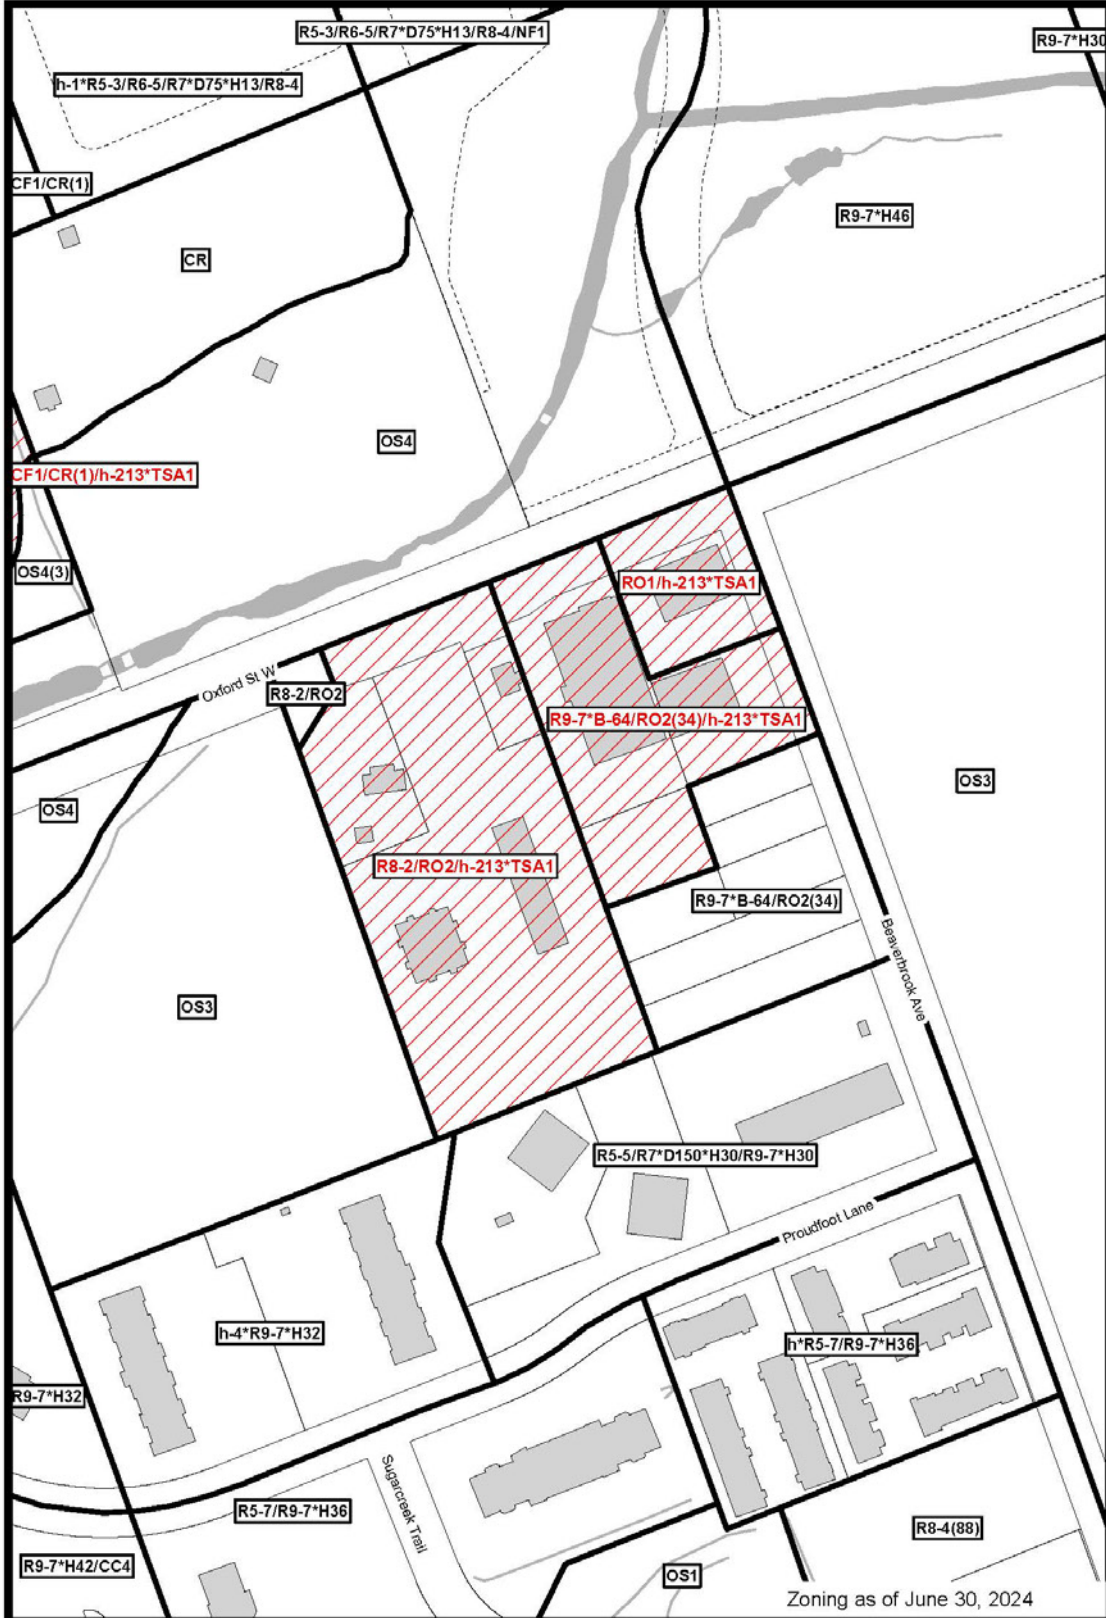 R5-3/R6-5/R7*D75*H13/R8-4/NF1
R9-7*H30
h-1*R5-3/R6-5/R7*D75*H13/R8-4
CF1/CR(1)
R9-7*H46
CR
OS4
CF1/CR(1)/h-213*TSA1
OS4(3)
RO1/h-213*TSA1
Oxford St W
R8-2/RO2
R9-7*B-64/RO2(34)/h-213*TSA1
OS3
OS4
R8-2/RO2/h-213*TSA1
R9-7*B-64/RO2(34)
Beaverbrook Ave
OS3
R5-5/R7*D150*H30/R9-7*H30
Proudfoot Lane
h-4*R9-7*H32
h*R5-7/R9-7*H36
R9-7*H32
Sugarcreek Trail
R5-7/R9-7*H36
R8-4(88)
R9-7*H42/CC4
OS1
Zoning as of June 30, 2024